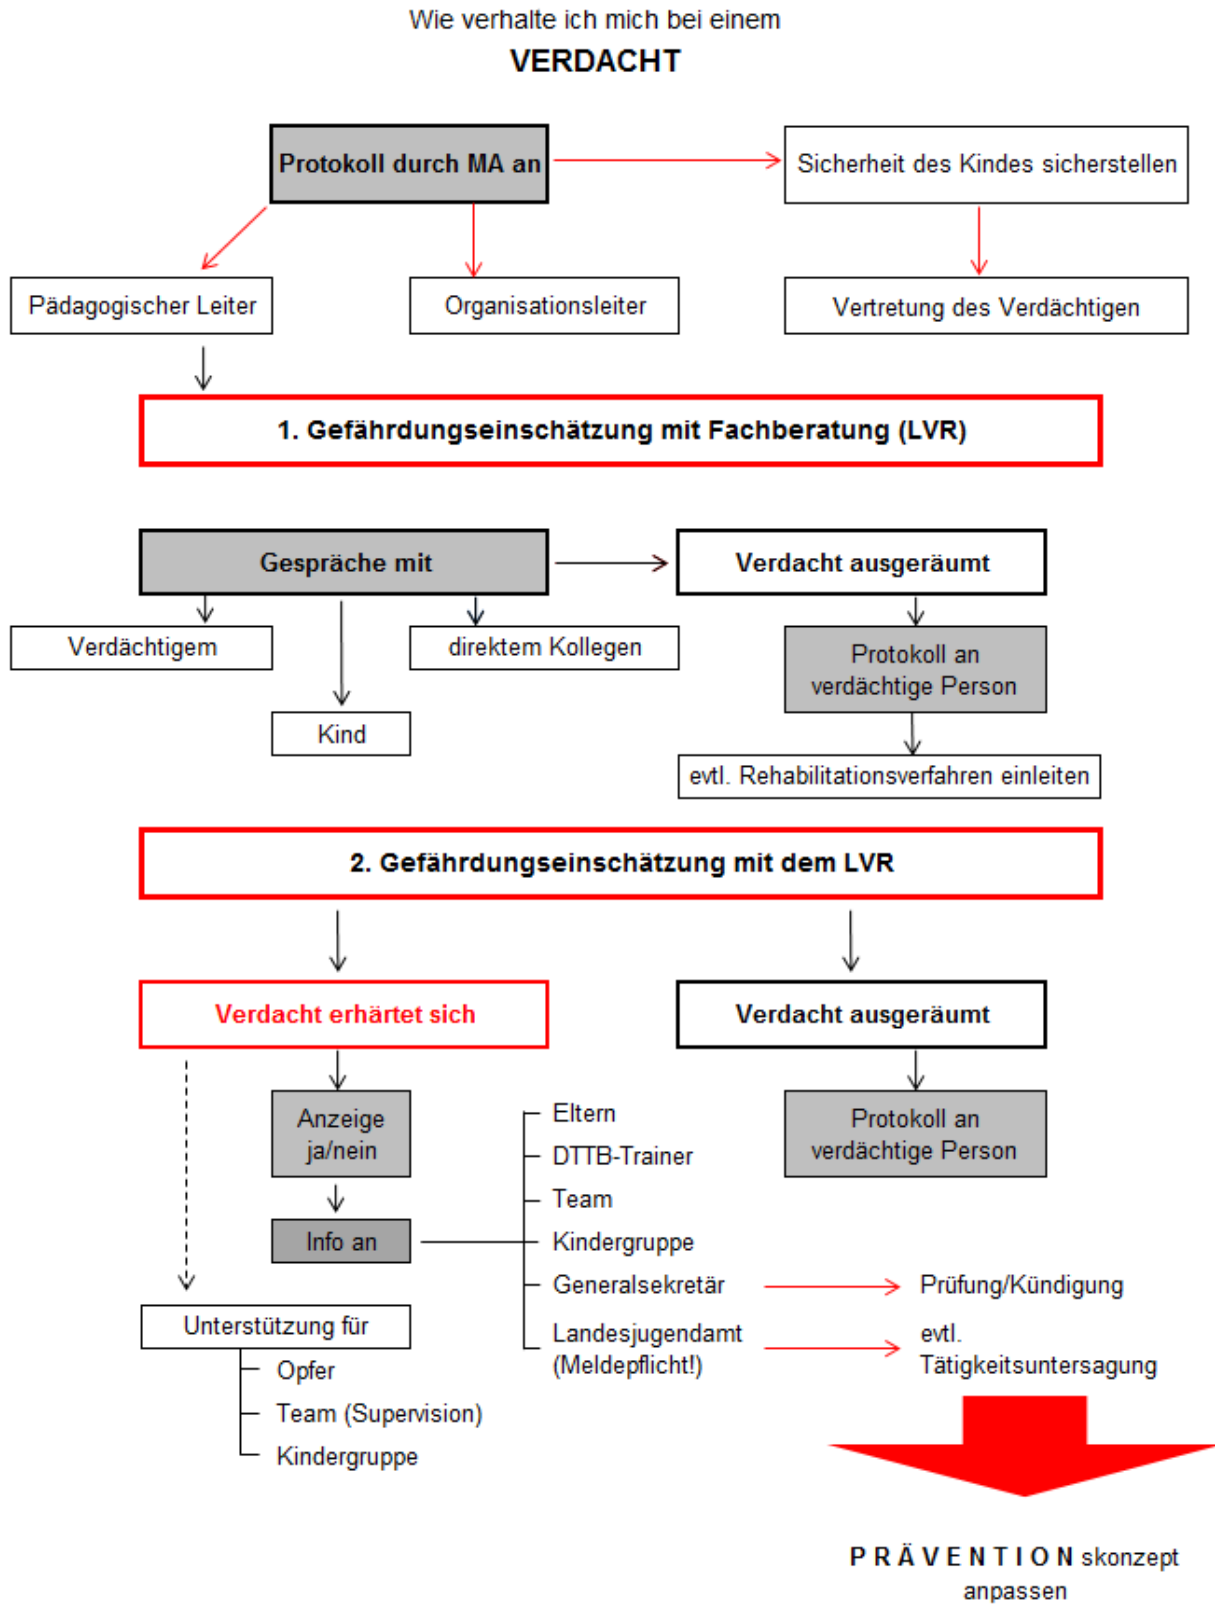 Wie verhalte ich mich bei einem
VERDACHT
Protokoll durch MA an
Sicherheit des Kindes sicherstellen
Pädagogischer Leiter
Organisationsleiter
Vertretung des Verdächtigen
1. Gefährdungseinschätzung mit Fachberatung (LVR)
Gespräche mit
Verdacht ausgeräumt
Verdächtigem
direktem Kollegen
Kind
Protokoll an
verdächtige Person
evtl. Rehabilitationsverfahren einleiten
2. Gefährdungseinschätzung mit dem LVR
Verdacht erhärtet sich
Verdacht ausgeräumt
Anzeige
ja/nein
Info an
Eltern
DTTB-Trainer
Team
Kindergruppe
Generalsekretär
Landesjugendamt
(Meldepflicht!)
Prüfung/Kündigung
evtl.
Tätigkeitsuntersagung
Protokoll an
verdächtige Person
Unterstützung für
Opfer
Team (Supervision)
Kindergruppe
P R Ä V E N T I O N skonzept
anpassen